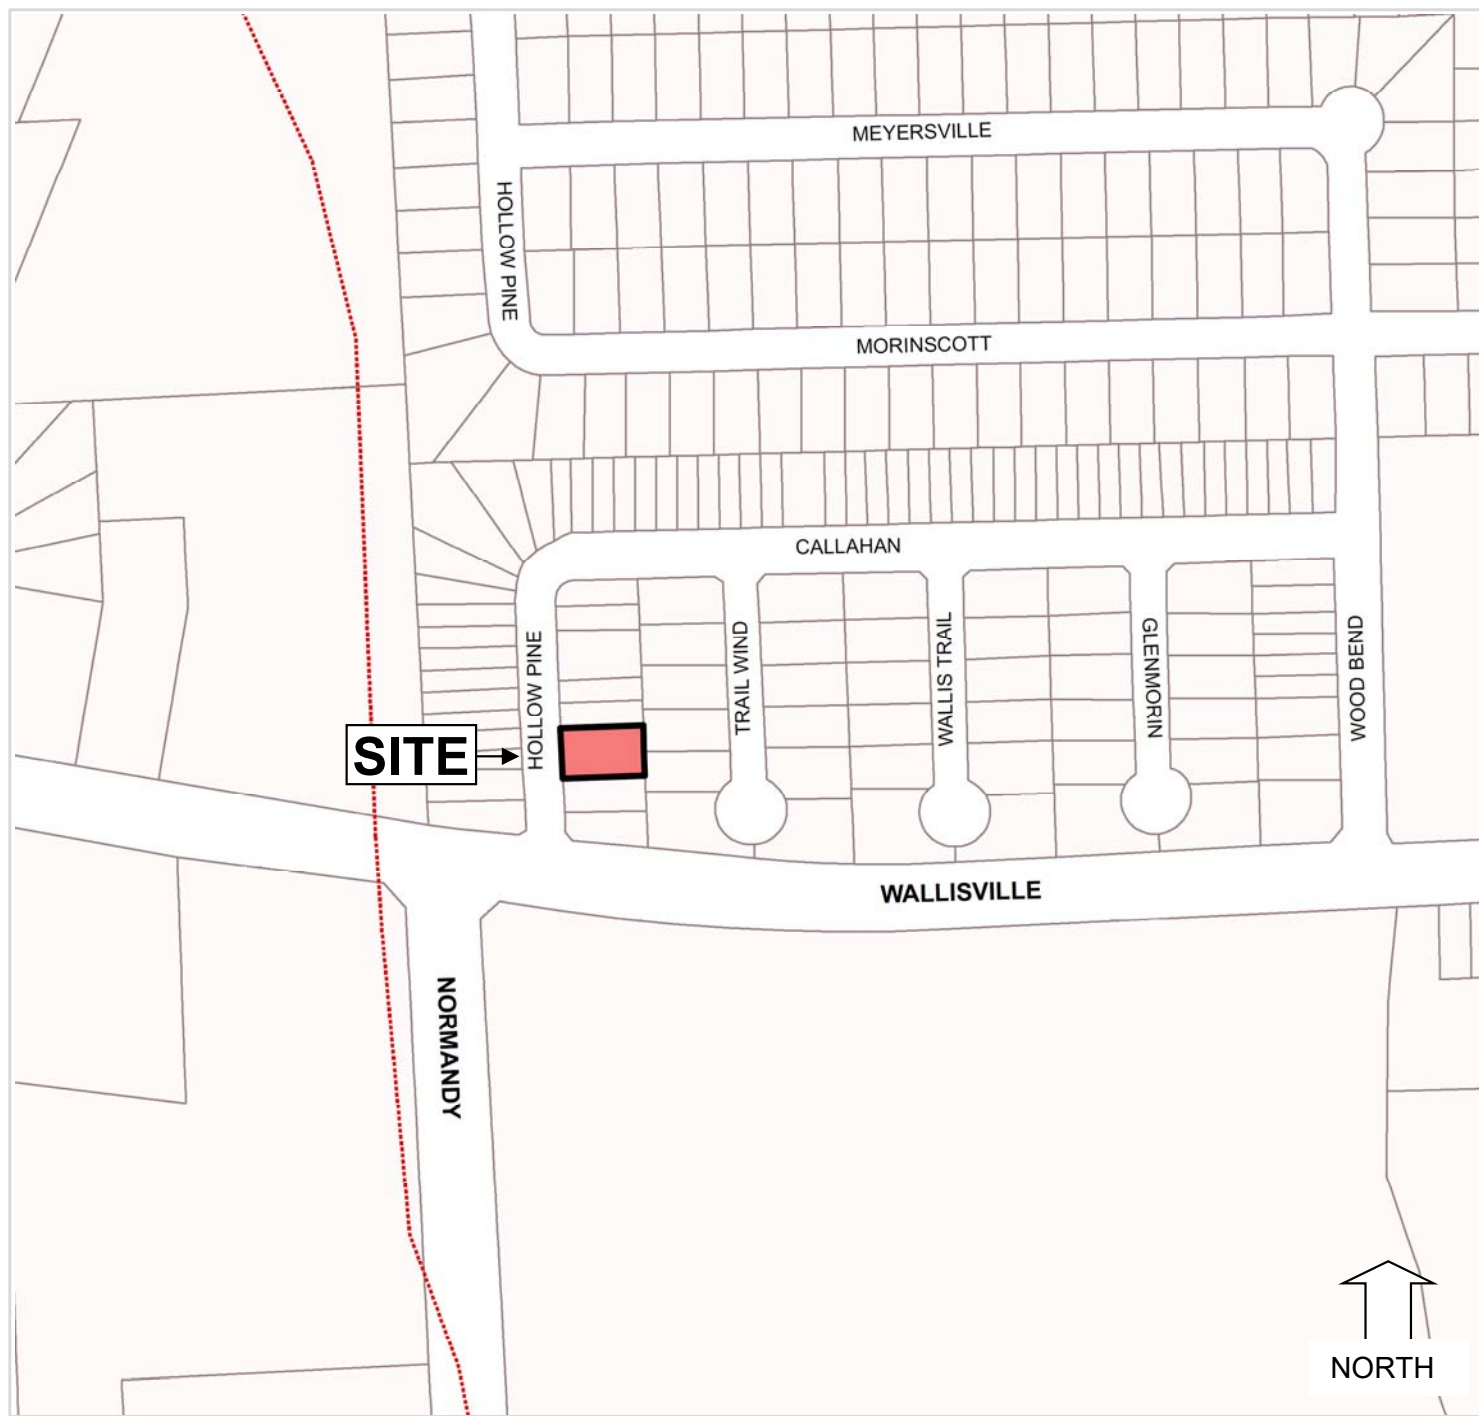 MEYERSVILLE
HOLLOW PINE
MORINSCOTT
CALLAHAN
HOLLOW PINE
TRAIL WIND
WALLIS TRAIL
GLENMORIN
WOOD BEND
SITE
WALLISVILLE
NORMANDY
NORTH